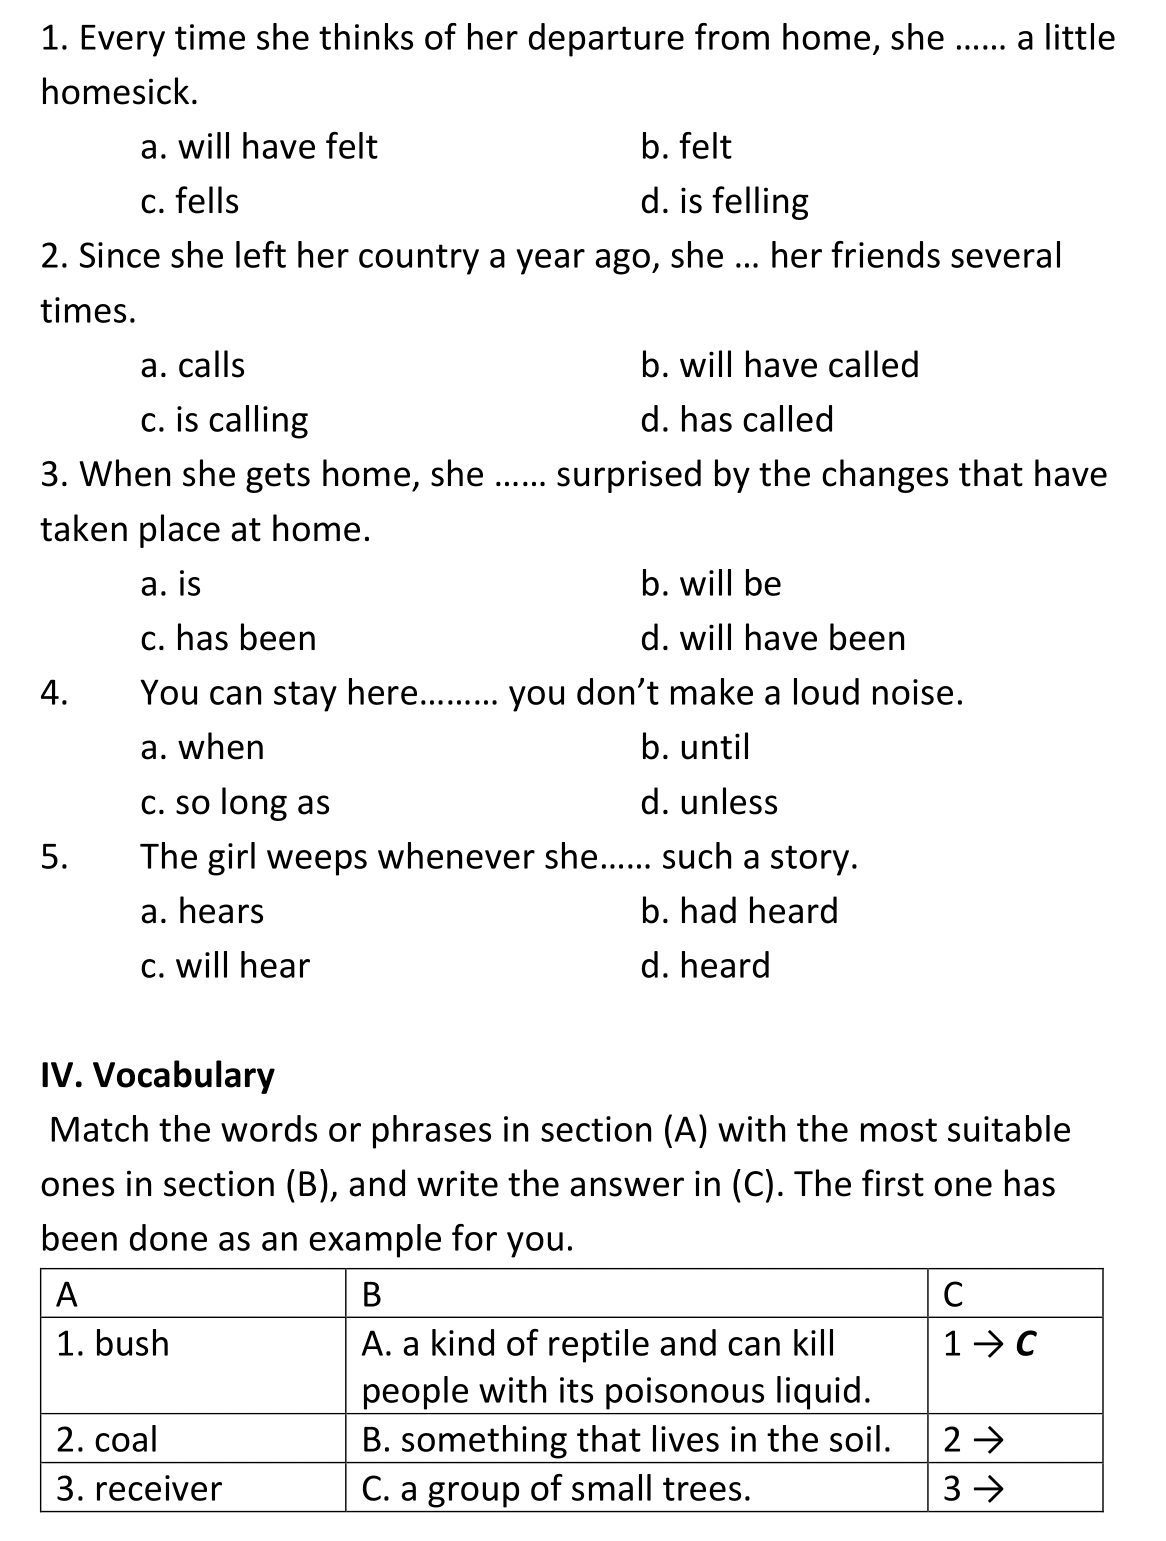 1. Every time she thinks of her departure from home, she ...... a little
homesick.
a. will have felt b. felt
c. fells d. is felling
2. Since she left her country a year ago, she ... her friends several
times.
a. calls b. will have called
c. is calling d. has called
3. When she gets home, she ...... surprised by the changes that have
taken place at home.
a. is b. will be
c. has been d. will have been
4. You can stay here......... you don’t make a loud noise.
a. when b. until
c. so long as d. unless
5. The girl weeps whenever she...... such a story.
a. hears b. had heard
c. will hear d. heard
IV. Vocabulary
Match the words or phrases in section (A) with the most suitable
ones in section (B), and write the answer in (C). The first one has
been done as an example for you.
A B C
1. bush A. a kind of reptile and can kill 1 → C
people with its poisonous liquid.
2. coal B. something that lives in the soil. 2 →
3. receiver C. a group of small trees. 3 →